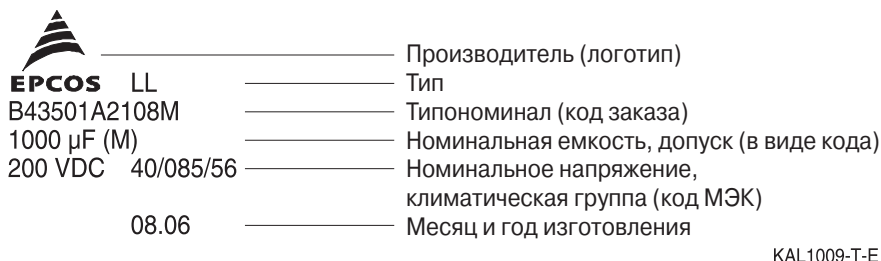 Производитель (логотип)
EPCOS LL Тип
B43501A2108M Типономинал (код заказа)
1000 µF (M) Номинальная емкость, допуск (в виде кода)
200 VDC 40/085/56 Номинальное напряжение,
климатическая группа (код МЭК)
08.06 Месяц и год изготовления
KAL1009-T-E